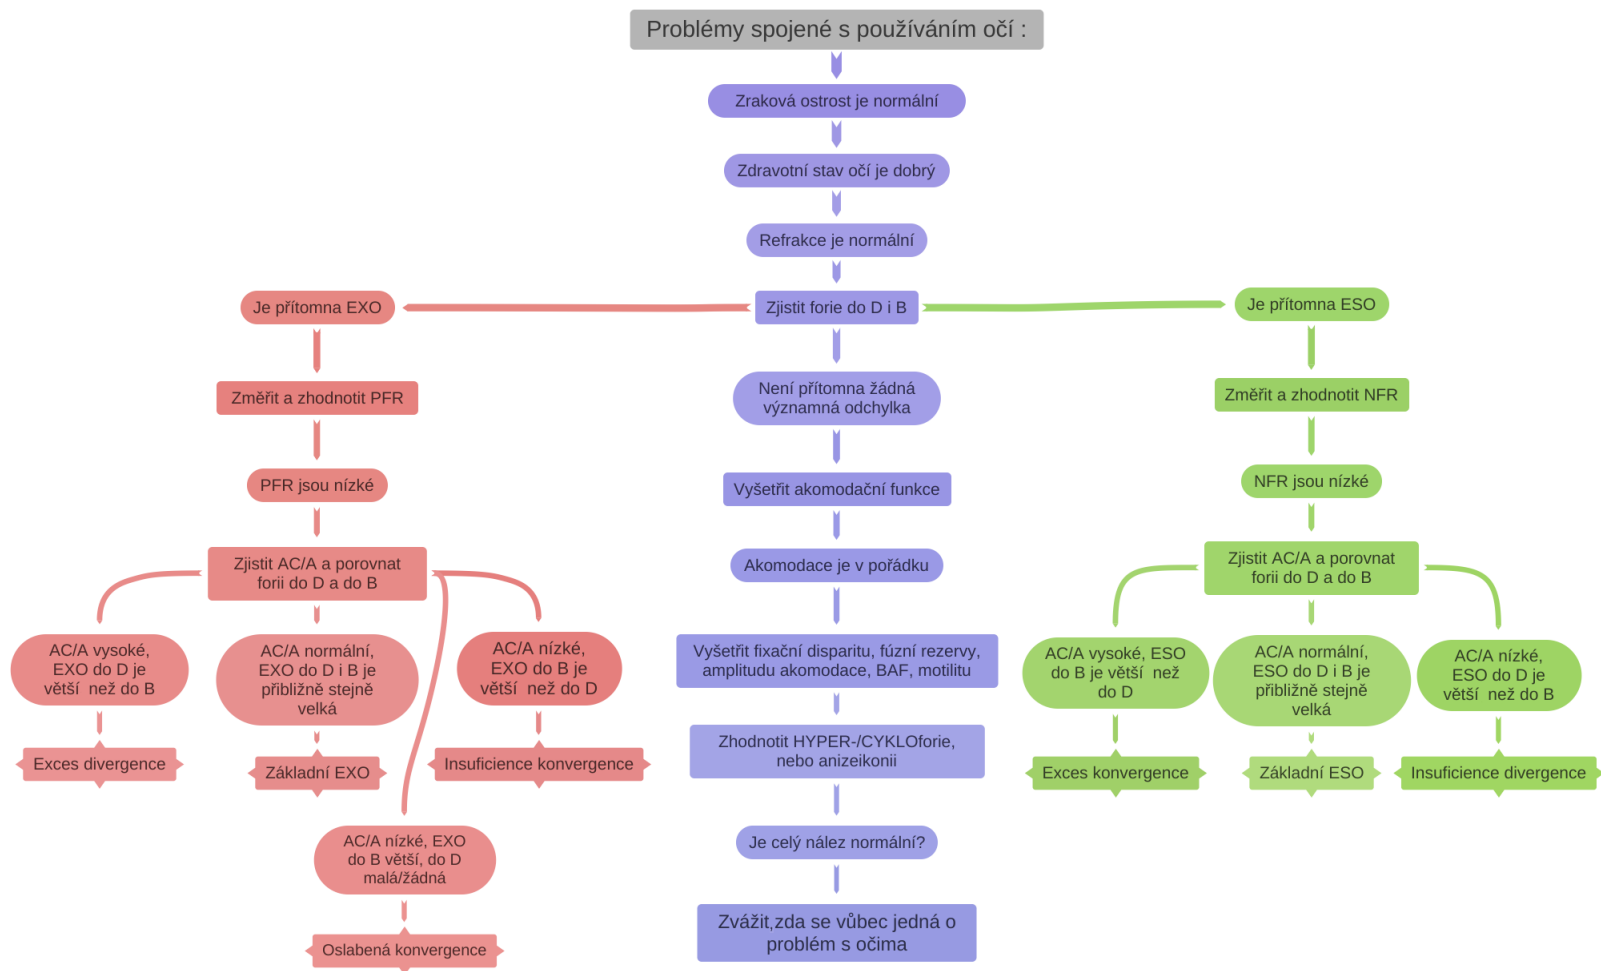 Problémy spojené s používáním očí :
Zraková ostrost je normální
Zdravotní stav očí je dobrý
Refrakce je normální
Zjistit forie do D i B
Je přítomna EXO
Změřit a zhodnotit PFR
PFR jsou nízké
Zjistit AC/A a porovnat
forii do D a do B
AC/A vysoké,
EXO do D je
větší  než do B
Exces divergence
AC/A normální,
EXO do D i B je
přibližně stejně
velká
Základní EXO
AC/A nízké,
EXO do B je
větší  než do D
Insuficience konvergence
AC/A nízké, EXO
do B větší, do D
malá/žádná
Oslabená konvergence
Není přítomna žádná
významná odchylka
Vyšetřit akomodační funkce
Akomodace je v pořádku
Vyšetřit fixační disparitu, fúzní rezervy,
amplitudu akomodace, BAF, motilitu
Zhodnotit HYPER-/CYKLOforie,
nebo anizeikonii
Je celý nález normální?
Zvážit,zda se vůbec jedná o
problém s očima
Je přítomna ESO
Změřit a zhodnotit NFR
NFR jsou nízké
Zjistit AC/A a porovnat
forii do D a do B
AC/A vysoké, ESO
do B je větší  než
do D
Exces konvergence
AC/A normální,
ESO do D i B je
přibližně stejně
velká
Základní ESO
AC/A nízké,
ESO do D je
větší  než do B
Insuficience divergence